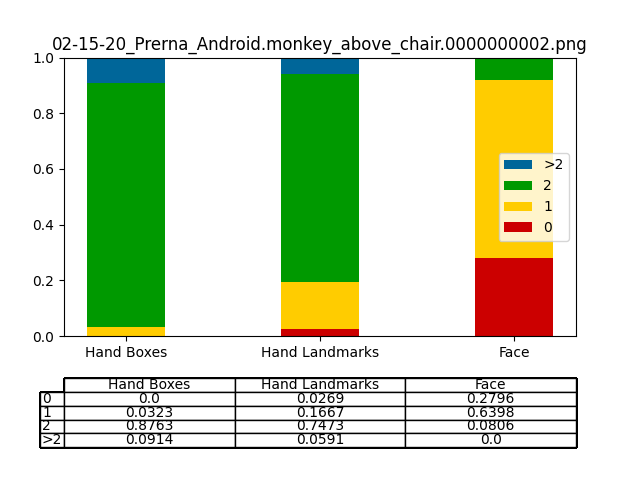 02-15-20_Prerna_Android.monkey_above_chair.0000000002.png
1.0
0.8
0.6
0.4
0.2
0.0
>2
2
1
0
Hand Boxes Hand Landmarks Face
Hand Boxes Hand Landmarks Face
0 0.0 0.0269 0.2796
1 0.0323 0.1667 0.6398
2 0.8763 0.7473 0.0806
>2 0.0914 0.0591 0.0